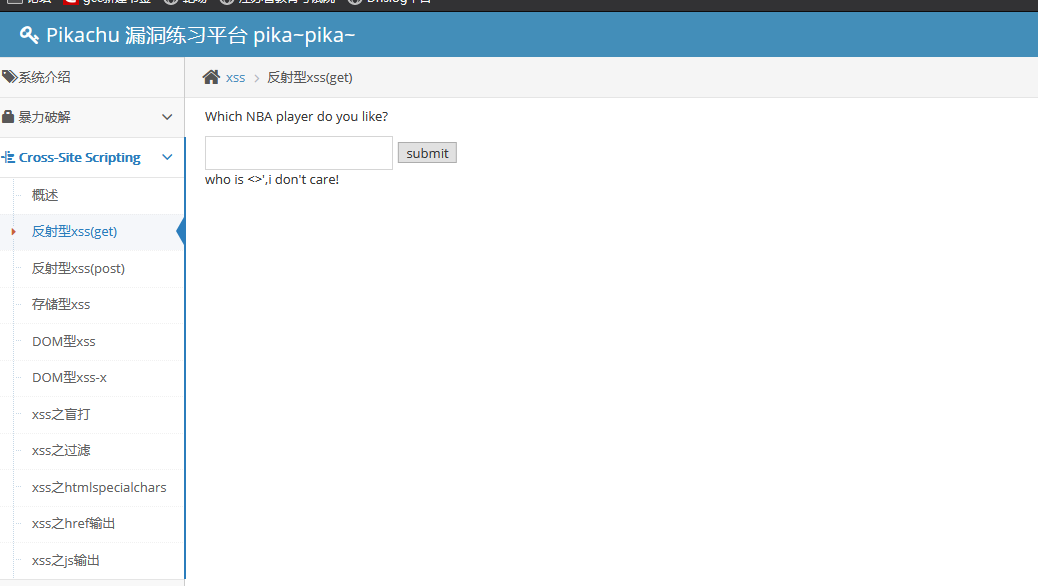 Pikachu 漏洞练习平台 pika~pika~
系统介绍
暴力破解
Cross-Site Scripting
概述
反射型xss(get)
反射型xss(post)
存储型xss
DOM型xss
DOM型xss-x
xss之盲打
xss之过滤
xss之htmlspecialchars
xss之href输出
xss之js输出
xss > 反射型xss(get)
Which NBA player do you like?
submit
who is <>',i don't care!